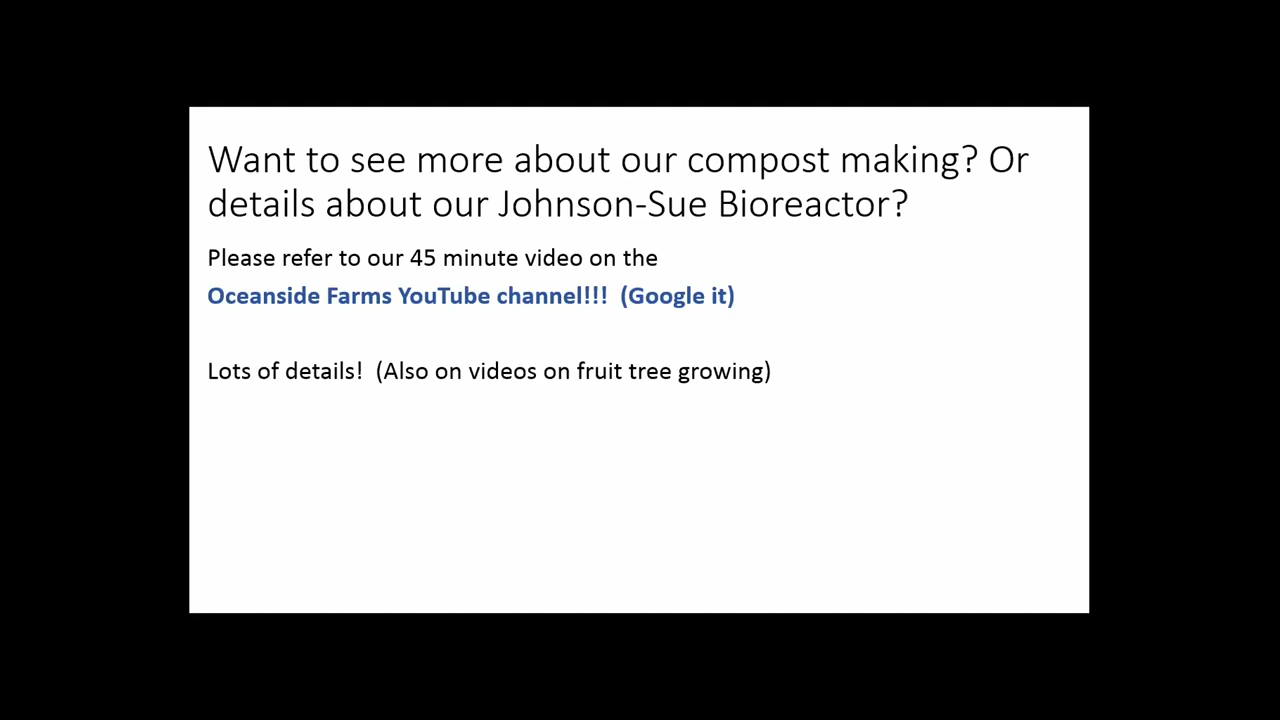 Want to see more about our compost making? Or
details about our Johnson-Sue Bioreactor?
Please refer to our 45 minute video on the
Oceanside Farms YouTube channel!!!  (Google it)
Lots of details!  (Also on videos on fruit tree growing)